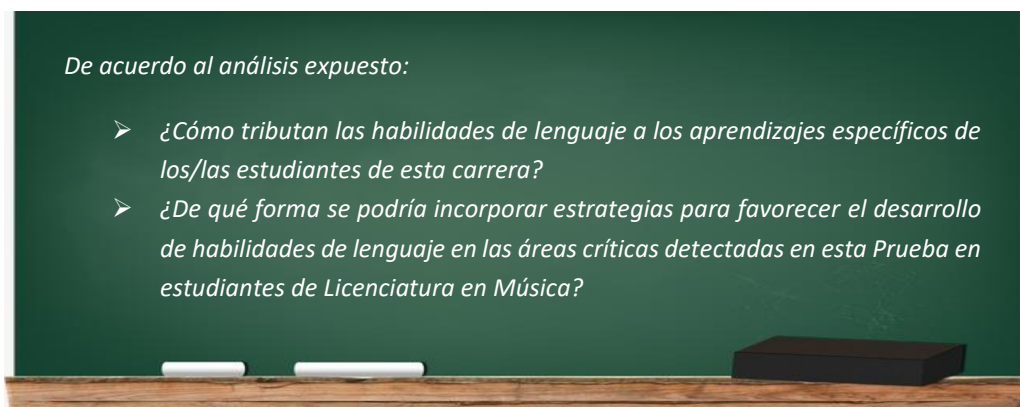 De acuerdo al análisis expuesto:
➢ ¿Cómo tributan las habilidades de lenguaje a los aprendizajes específicos de
los/las estudiantes de esta carrera?
➢ ¿De qué forma se podría incorporar estrategias para favorecer el desarrollo
de habilidades de lenguaje en las áreas críticas detectadas en esta Prueba en
estudiantes de Licenciatura en Música?